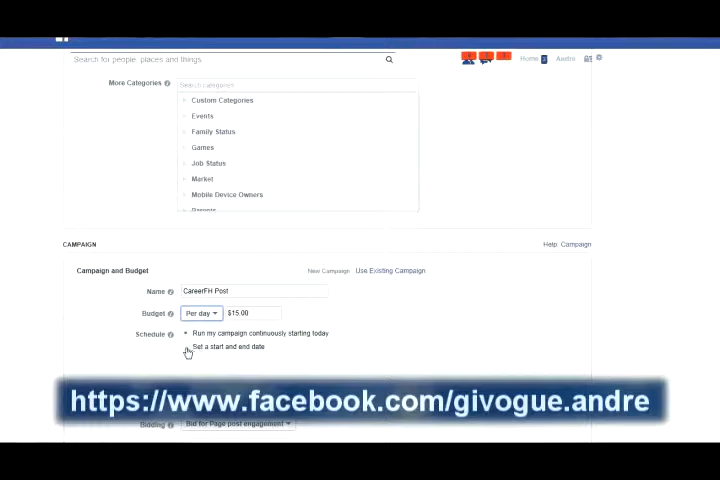 Search for people, places and things
Home
Andre
More Categories
Search categories
Custom Categories
Events
Family Status
Games
Job Status
Market
Mobile Device Owners
Parents
CAMPAIGN
Help: Campaign
Campaign and Budget
New Campaign Use Existing Campaign
Name
CareerFH Post
Budget
Per day
$15.00
Schedule
Run my campaign continuously starting today
Set a start and end date
https://www.facebook.com/givogue.andre
Bidding
Bid for Page post engagement